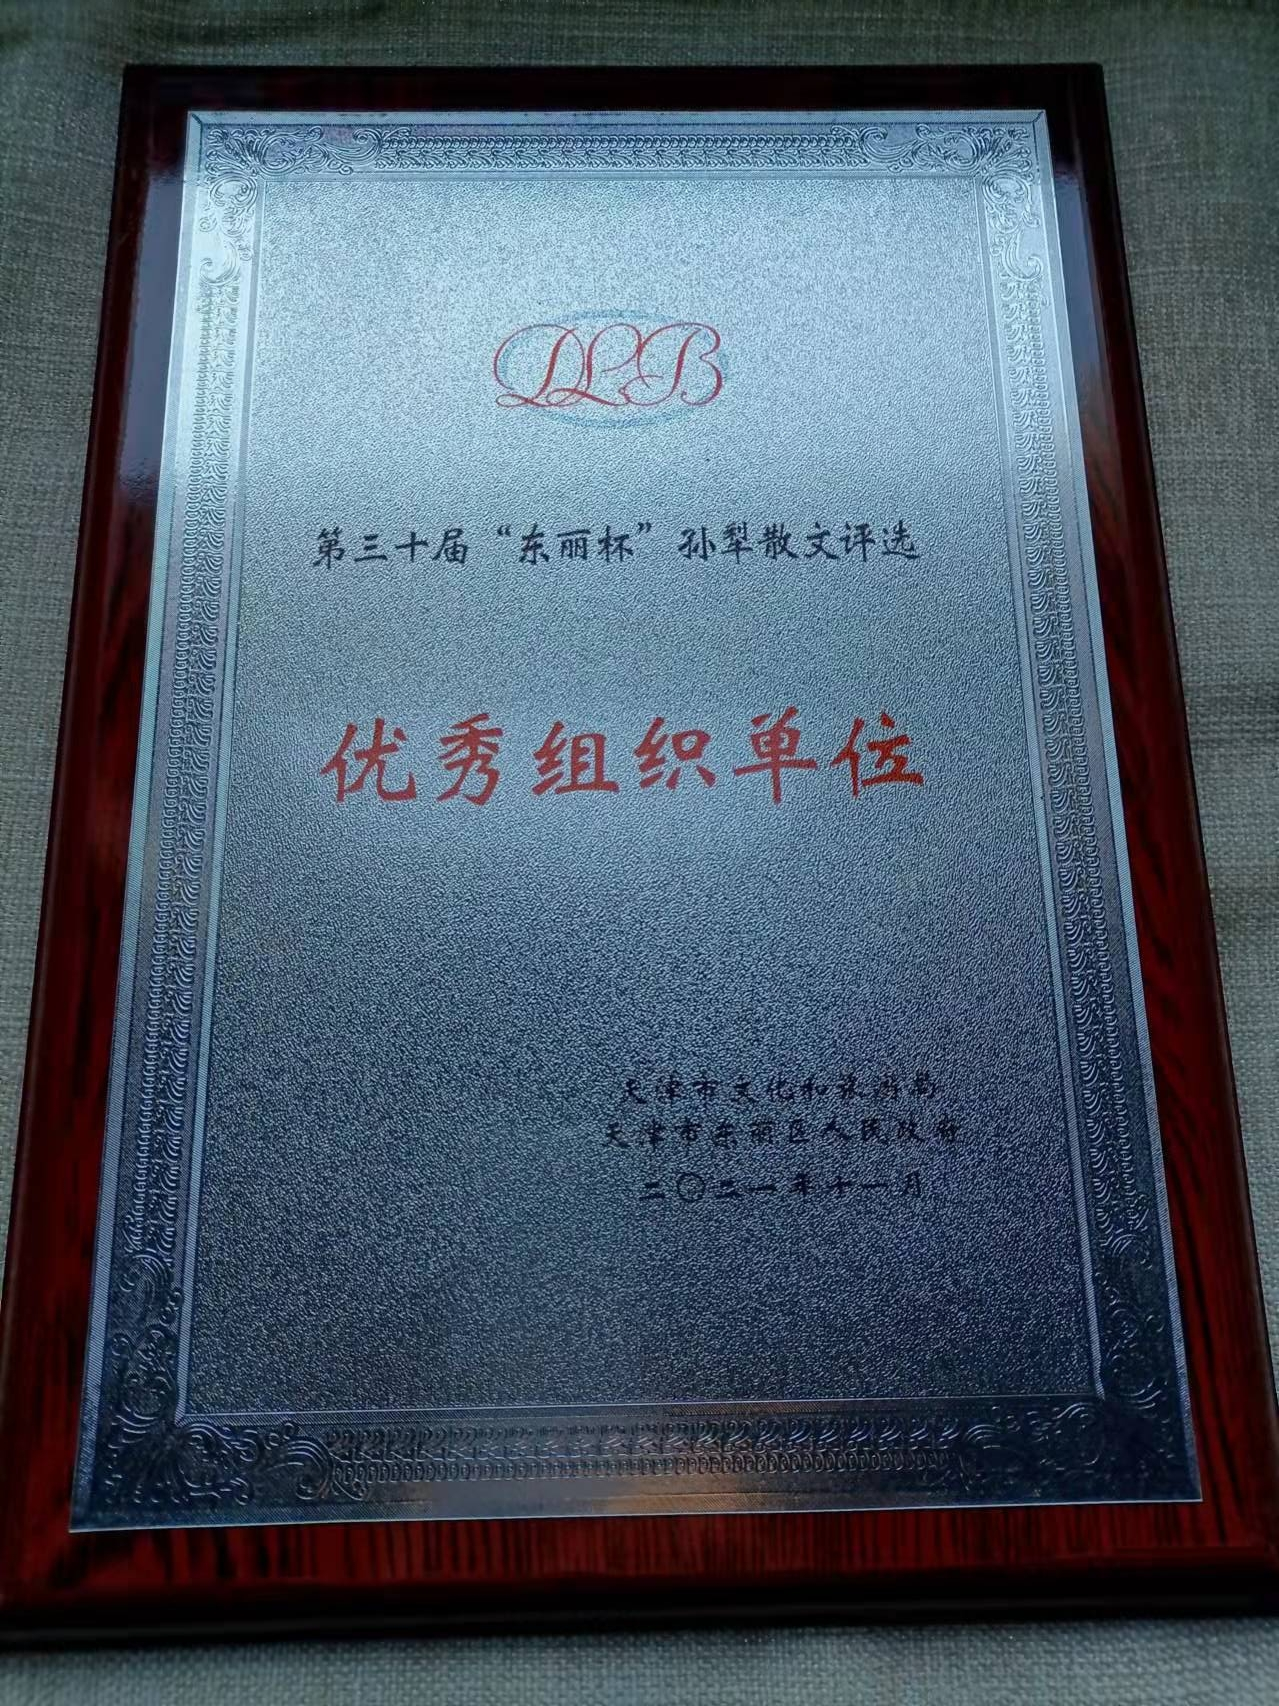 DLB
第三十届“东丽杯”孙犁散文评选
优秀组织单位
天津市文化和旅游局
天津市东丽区人民政府
二〇二一年十一月